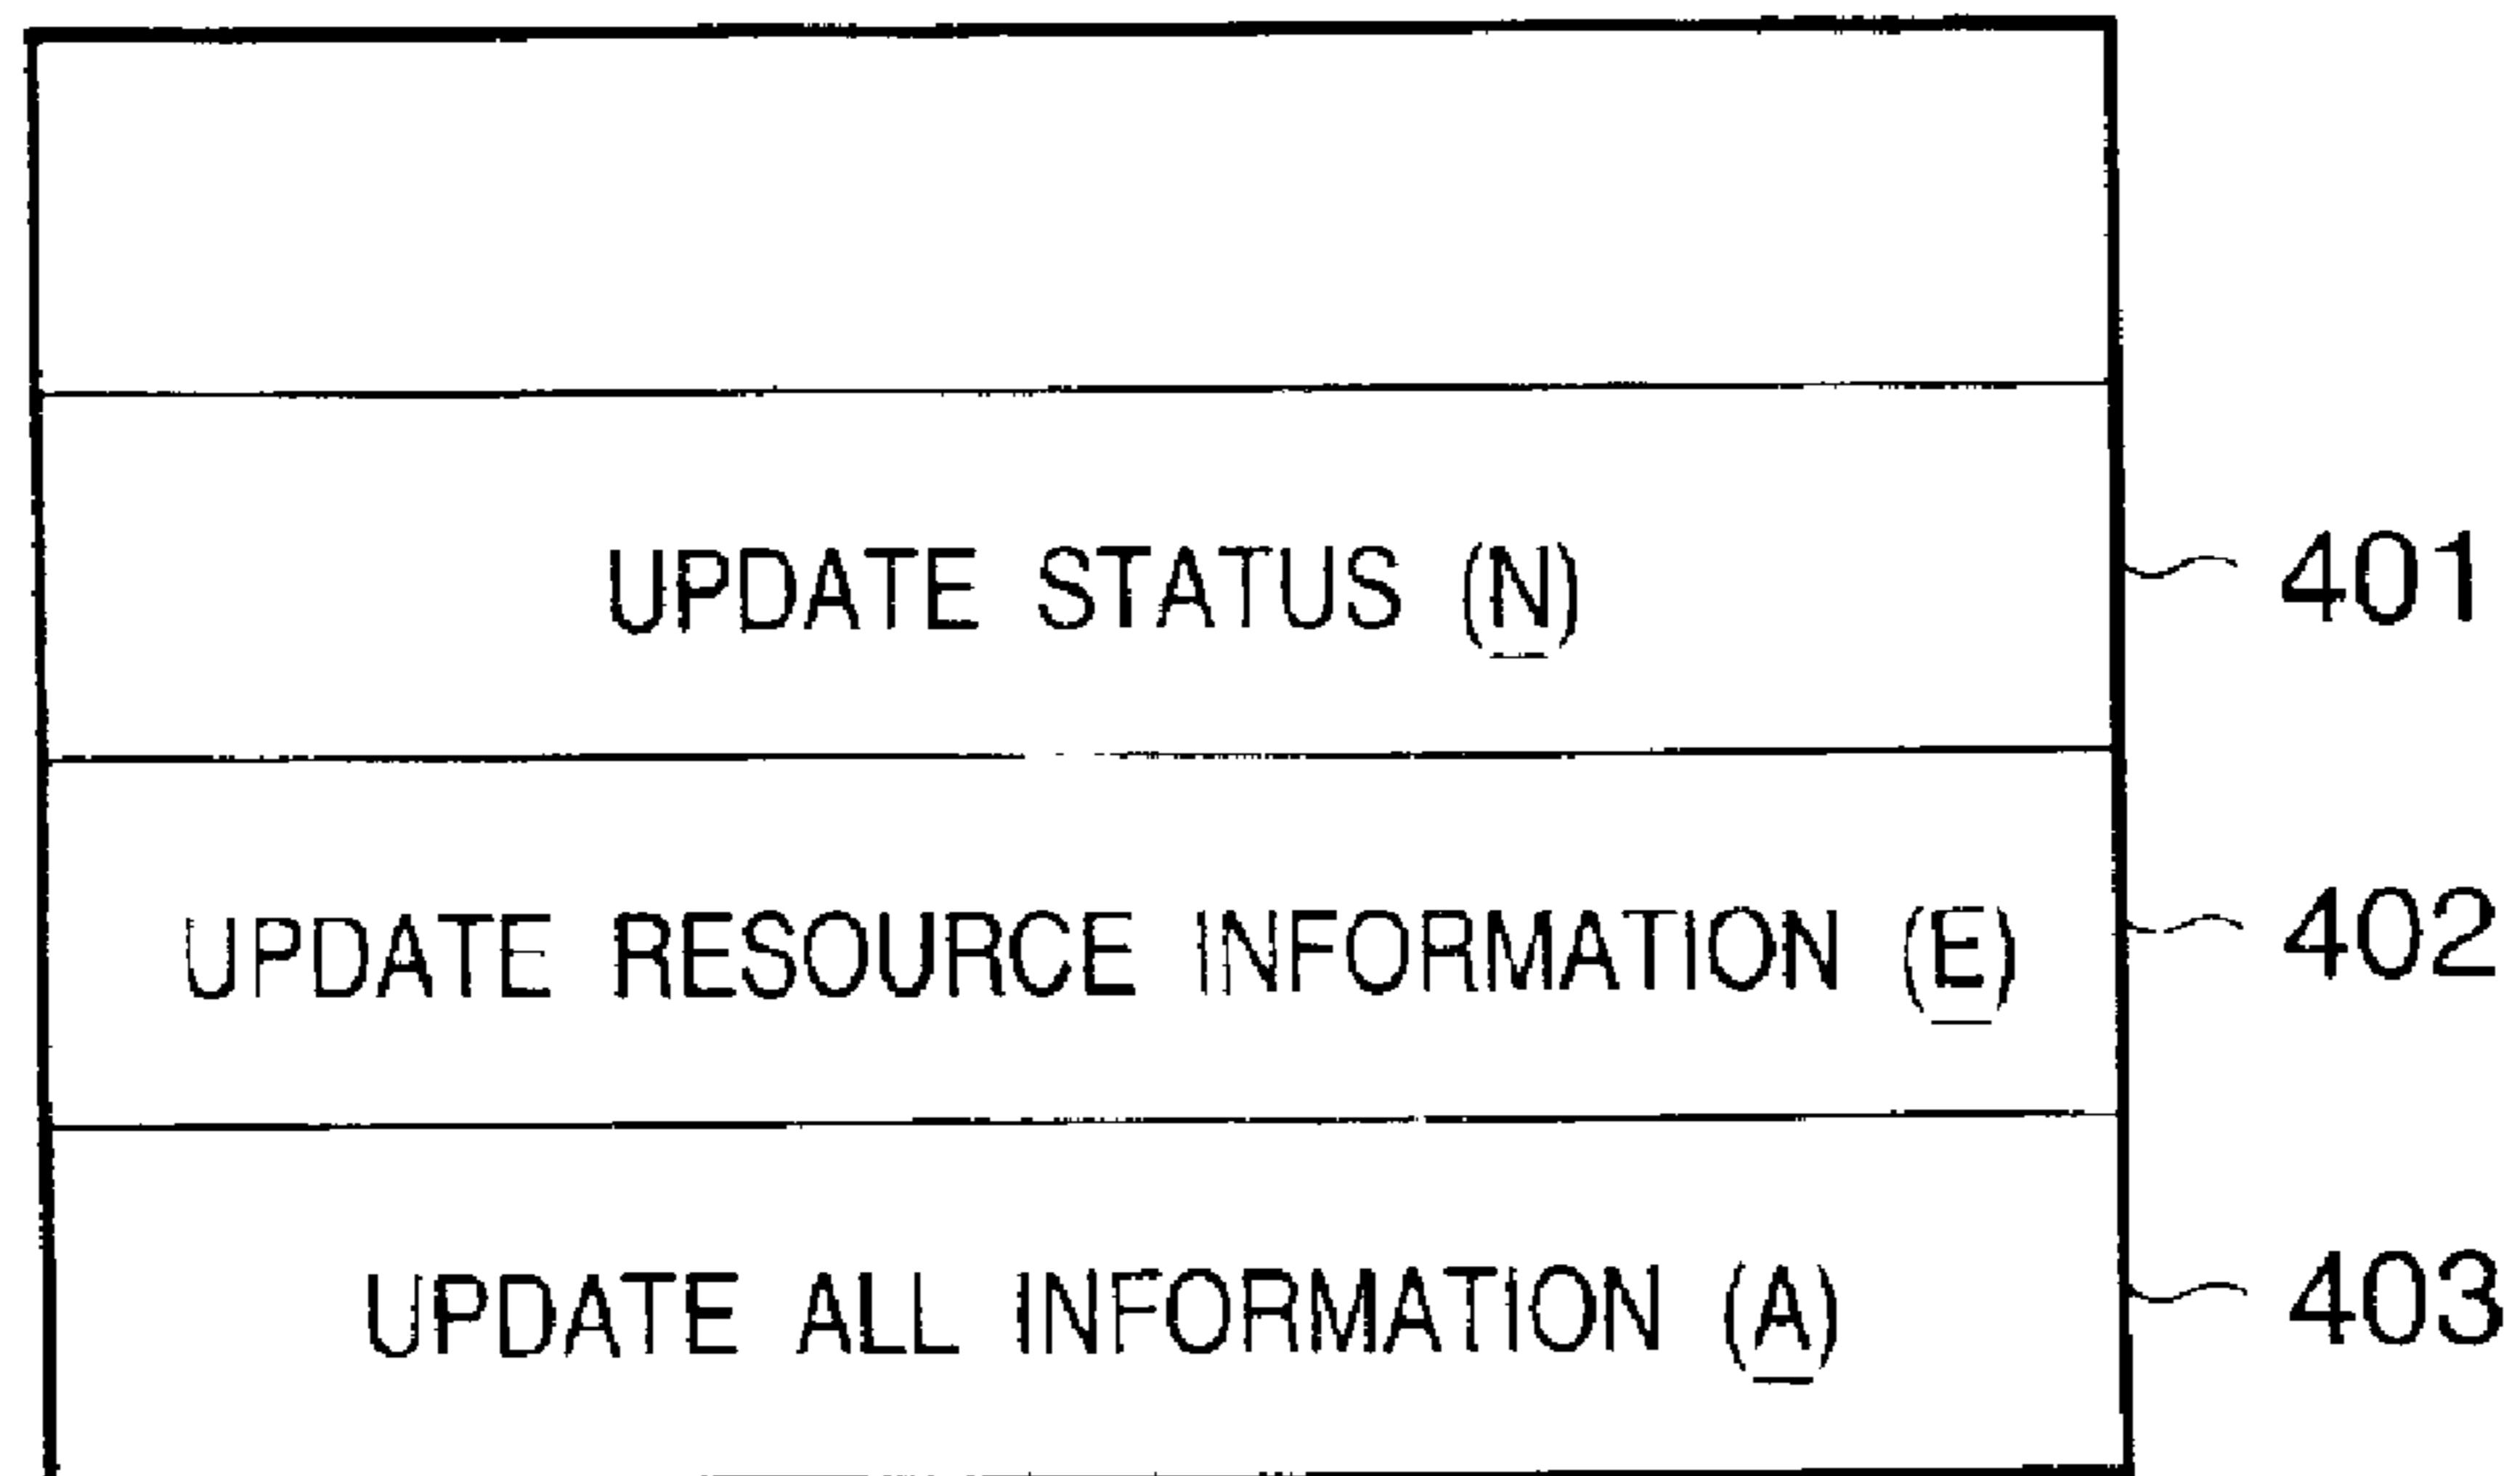 UPDATE STATUS (N) 401
UPDATE RESOURCE INFORMATION (E) 402
UPDATE ALL INFORMATION (A) 403